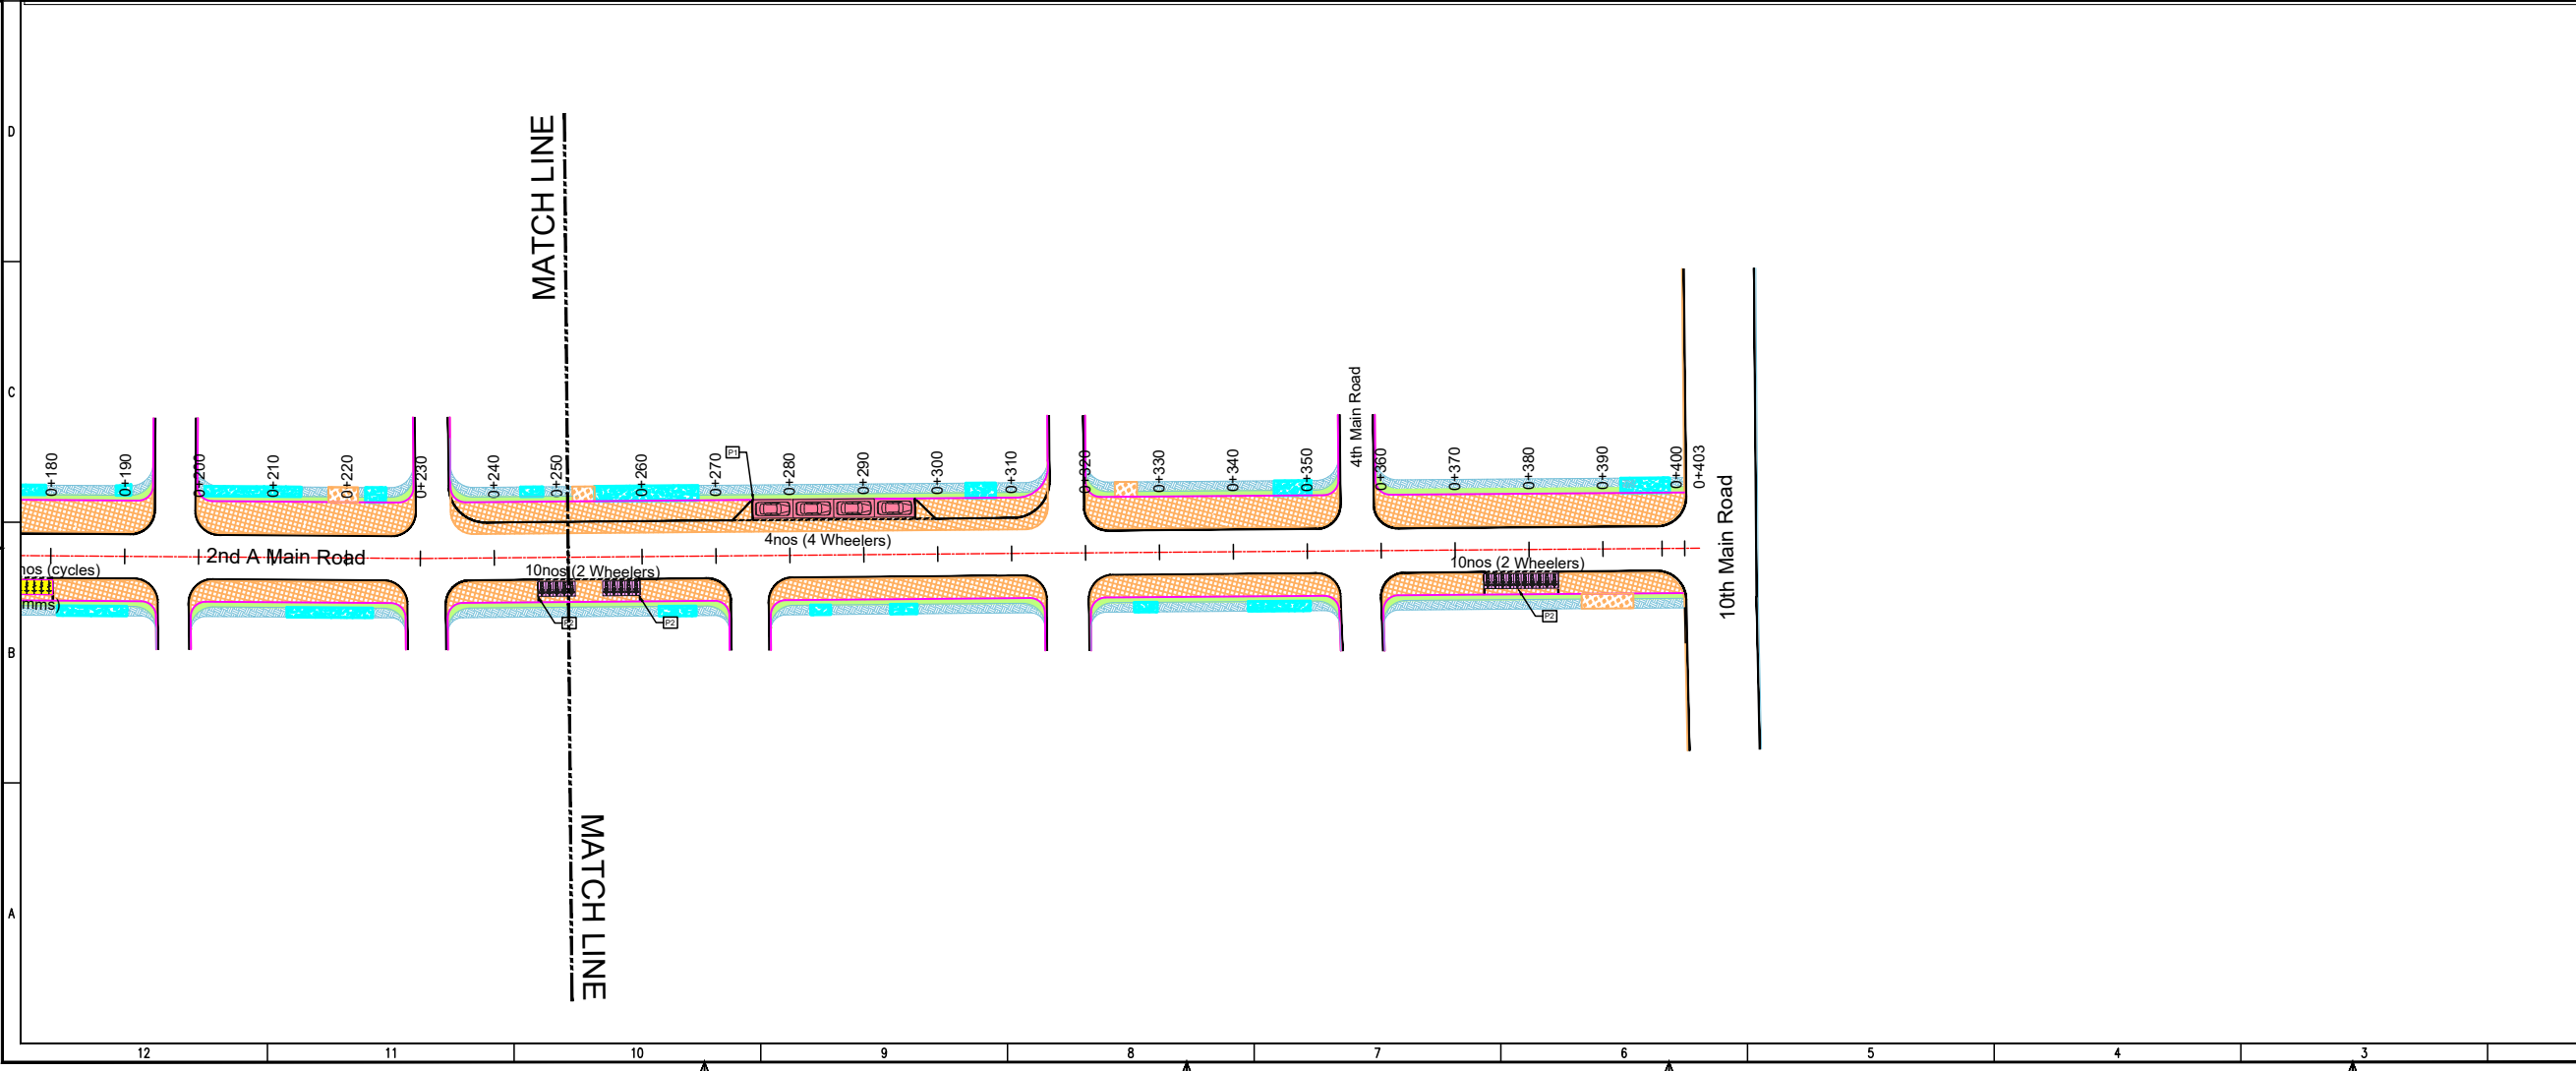 D
MATCH LINE
C
4th Main Road
0+180
0+190
0+200
0+210
0+220
0+230
0+240
0+250
0+260
0+270
P1
0+280
0+290
0+300
0+310
0+320
0+330
0+340
0+350
0+360
0+370
0+380
0+390
0+400
0+403
10th Main Road
4nos (4 Wheelers)
2nd A Main Road
nos (cycles)
10nos (2 Wheelers)
10nos (2 Wheelers)
mms)
P2
P2
P2
B
MATCH LINE
A
12 11 10 9 8 7 6 5 4 3